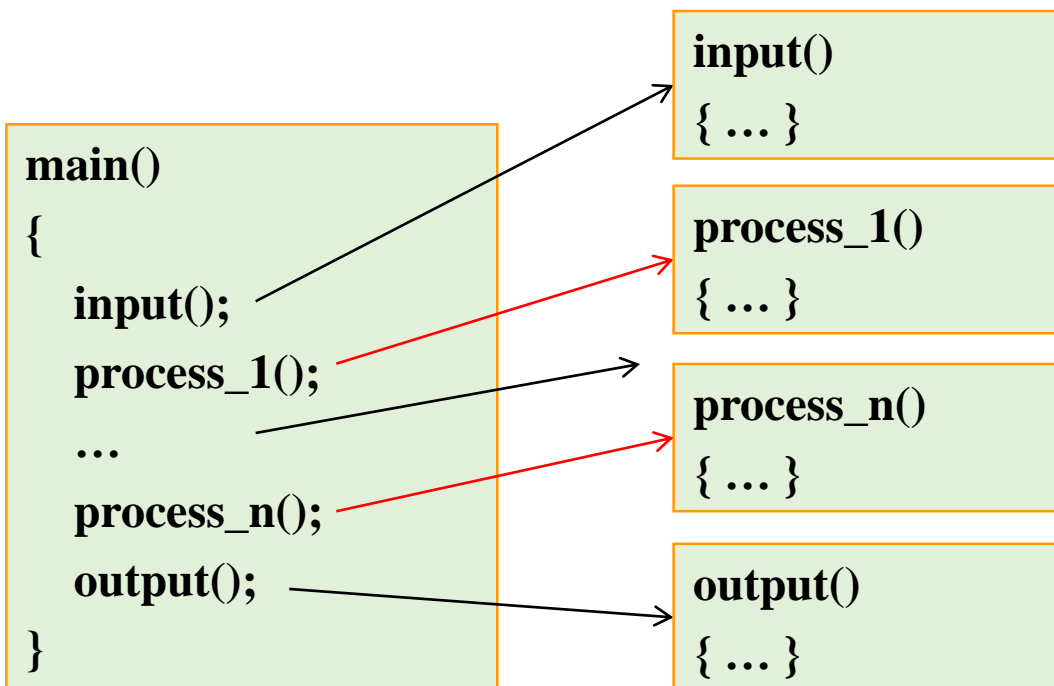 main()
{
input();
process_1();
…
process_n();
output();
}
input()
{ … }
process_1()
{ … }
process_n()
{ … }
output()
{ … }